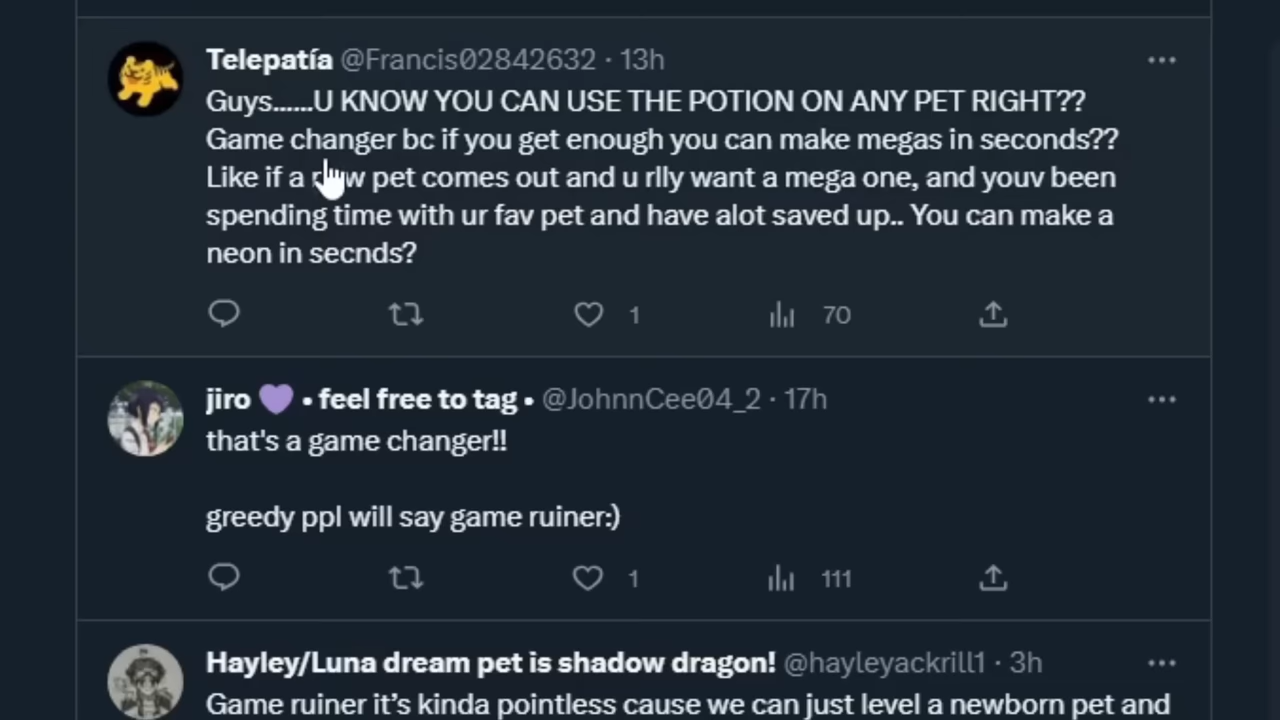 Telepatía @Francis02842632 · 13h
Guys......U KNOW YOU CAN USE THE POTION ON ANY PET RIGHT??
Game changer bc if you get enough you can make megas in seconds??
Like if a new pet comes out and u rlly want a mega one, and youv been
spending time with ur fav pet and have alot saved up.. You can make a
neon in secnds?
1 70
jiro 💜 • feel free to tag • @JohnnCee04_2 · 17h
that's a game changer!!
greedy ppl will say game ruiner:)
1 111
Hayley/Luna dream pet is shadow dragon! @hayleyackrill1 · 3h
Game ruiner it’s kinda pointless cause we can just level a newborn pet and